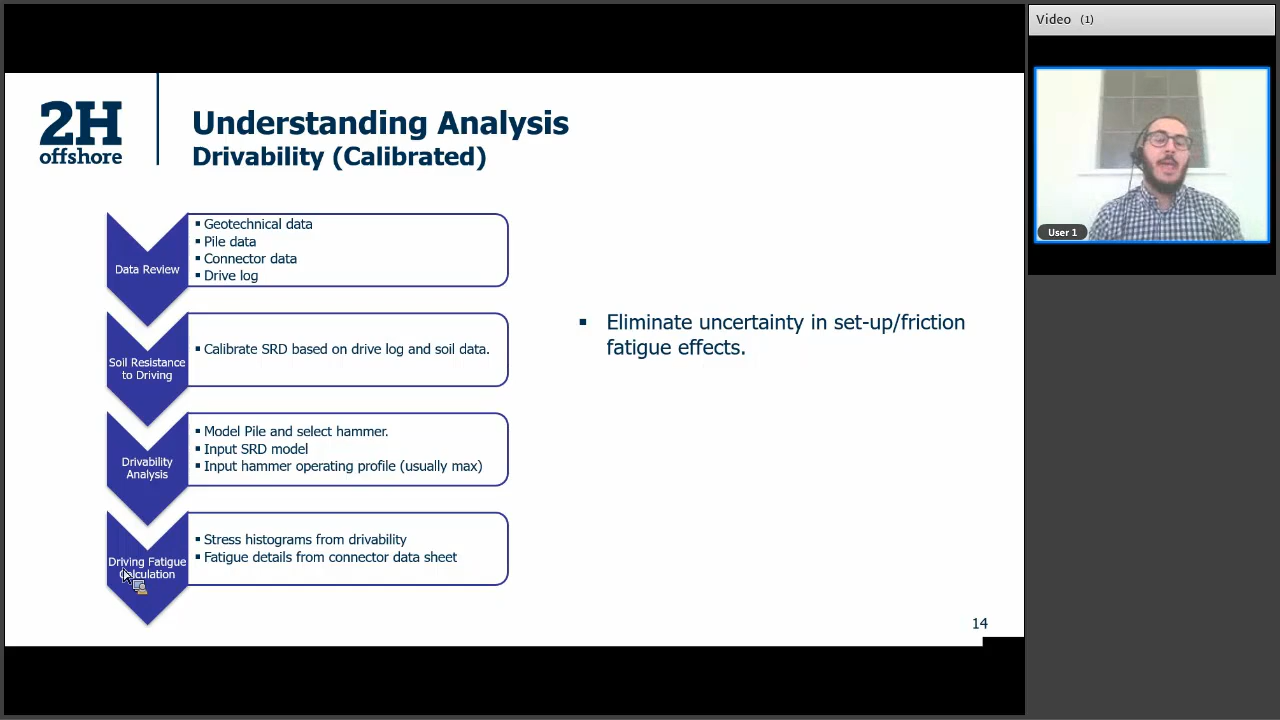 Video (1)
User 1
2H
offshore
Understanding Analysis
Drivability (Calibrated)
Data Review
▪ Geotechnical data
▪ Pile data
▪ Connector data
▪ Drive log
Soil Resistance
to Driving
▪ Calibrate SRD based on drive log and soil data.
Drivability
Analysis
▪ Model Pile and select hammer.
▪ Input SRD model
▪ Input hammer operating profile (usually max)
Driving Fatigue
Calculation
▪ Stress histograms from drivability
▪ Fatigue details from connector data sheet
▪ Eliminate uncertainty in set-up/friction
fatigue effects.
14